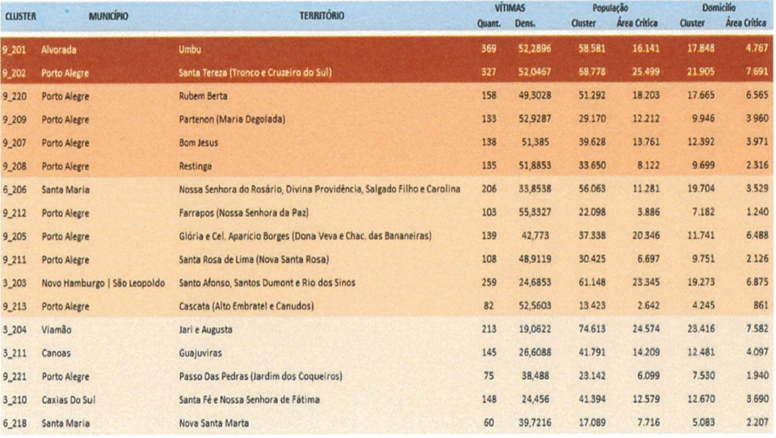 CLUSTER MUNICÍPIO TERRITÓRIO VÍTIMAS População Domicílio
Quant. Dens. Cluster Área Crítica Cluster Área Crítica
9_201 Alvorada Umbu 369 52,2896 58.581 16.141 17.848 4.767
9_202 Porto Alegre Santa Tereza (Tronco e Cruzeiro do Sul) 327 52,0467 68.778 25.499 21.905 7.691
9_220 Porto Alegre Rubem Berta 158 49,3028 51.292 18.203 17.665 6.565
9_209 Porto Alegre Partenon (Maria Degolada) 133 52,9287 29.170 12.212 9.946 3.960
9_207 Porto Alegre Bom Jesus 138 51,385 39.628 13.761 12.392 3.971
9_208 Porto Alegre Restinga 135 51,8853 33.650 8.122 9.699 2.316
6_206 Santa Maria Nossa Senhora do Rosário, Divina Providência, Salgado Filho e Carolina 206 33,8538 56.063 11.281 19.704 3.529
9_212 Porto Alegre Farrapos (Nossa Senhora da Paz) 103 55,3327 22.098 3.886 7.182 1.240
9_205 Porto Alegre Glória e Cel. Aparicio Borges (Dona Veva e Chac. das Bananeiras) 139 42,773 37.338 20.346 11.741 6.488
9_211 Porto Alegre Santa Rosa de Lima (Nova Santa Rosa) 108 48,9119 30.425 6.697 9.751 2.126
3_203 Novo Hamburgo | São Leopoldo Santo Afonso, Santos Dumont e Rio dos Sinos 259 24,6853 61.148 23.345 19.273 6.875
9_213 Porto Alegre Cascata (Alto Embratel e Canudos) 82 52,5603 13.423 2.642 4.245 861
3_204 Viamão Jari e Augusta 213 19,0622 74.613 24.574 23.416 7.582
3_211 Canoas Guajuviras 145 26,6088 41.791 14.209 12.481 4.097
9_221 Porto Alegre Passo Das Pedras (Jardim dos Coqueiros) 75 38,488 23.142 6.099 7.530 1.940
3_210 Caxias Do Sul Santa Fé e Nossa Senhora de Fátima 148 24,456 41.394 12.579 12.670 3.690
6_218 Santa Maria Nova Santa Marta 60 39,7216 17.089 7.716 5.083 2.207